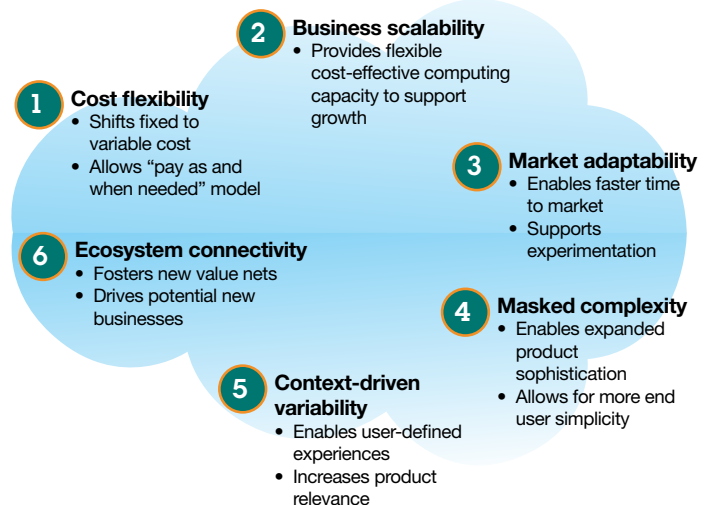 1 Cost flexibility
• Shifts fixed to
variable cost
• Allows “pay as and
when needed” model
2 Business scalability
• Provides flexible
cost-effective computing
capacity to support
growth
3 Market adaptability
• Enables faster time
to market
• Supports
experimentation
4 Masked complexity
• Enables expanded
product
sophistication
• Allows for more end
user simplicity
5 Context-driven
variability
• Enables user-defined
experiences
• Increases product
relevance
6 Ecosystem connectivity
• Fosters new value nets
• Drives potential new
businesses